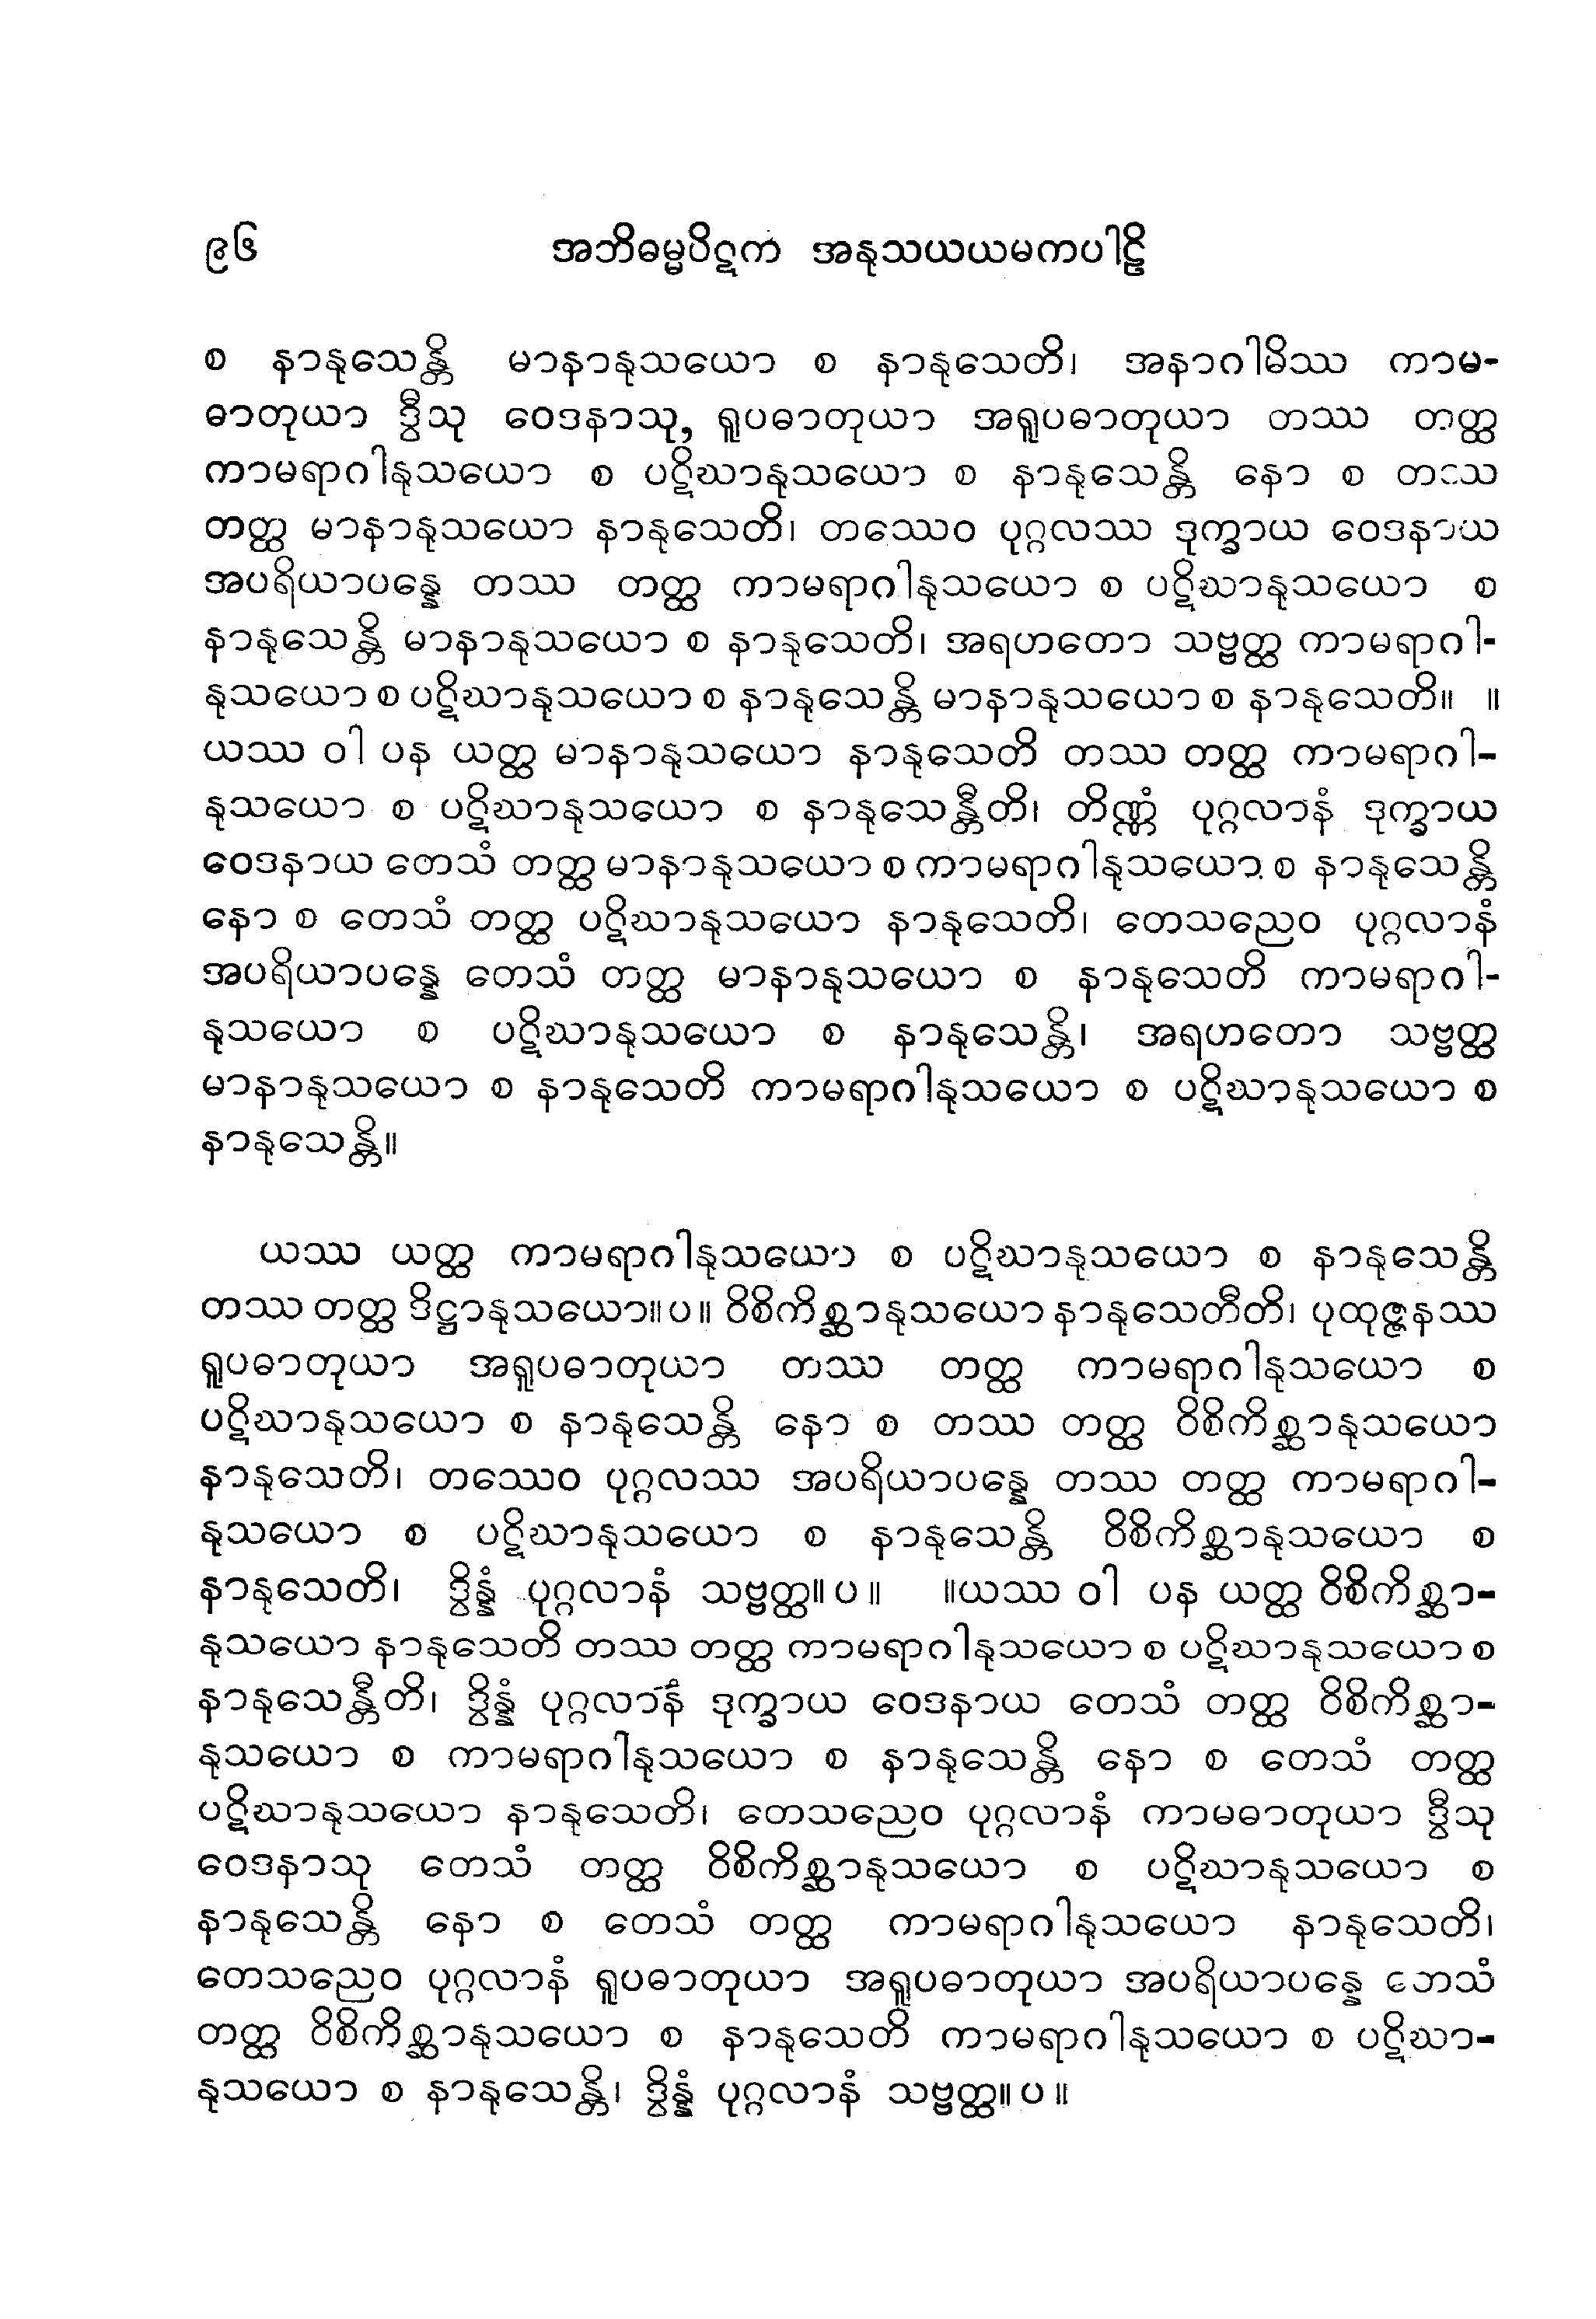 ၉၆ အဘိဓမ္မပိဋက အနုသယယမကပါဠိ
စ နာနုသေန္တိ မာနာနုသယော စ နာနုသေတိ၊ အနာဂါမိဿ ကာမ-
ဓာတုယာ ဒွီသု ဝေဒနာသု, ရူပဓာတုယာ အရူပဓာတုယာ တဿ တတ္ထ
ကာမရာဂါနုသယော စ ပဋိဃာနုသယော စ နာနုသေန္တိ နော စ တဿ
တတ္ထ မာနာနုသယော နာနုသေတိ၊ တဿေဝ ပုဂ္ဂလဿ ဒုက္ခာယ ဝေဒနာယ
အပရိယာပန္နေ တဿ တတ္ထ ကာမရာဂါနုသယော စ ပဋိဃာနုသယော စ
နာနုသေန္တိ မာနာနုသယော စ နာနုသေတိ၊ အရဟတော သဗ္ဗတ္ထ ကာမရာဂါ-
နုသယော စ ပဋိဃာနုသယော စ နာနုသေန္တိ မာနာနုသယော စ နာနုသေတိ။ ။
ယဿ ဝါ ပန ယတ္ထ မာနာနုသယော နာနုသေတိ တဿ တတ္ထ ကာမရာဂါ-
နုသယော စ ပဋိဃာနုသယော စ နာနုသေန္တီတိ၊ တိဏ္ဏံ ပုဂ္ဂလာနံ ဒုက္ခာယ
ဝေဒနာယ တေသံ တတ္ထ မာနာနုသယော စ ကာမရာဂါနုသယော စ နာနုသေန္တိ
နော စ တေသံ တတ္ထ ပဋိဃာနုသယော နာနုသေတိ၊ တေသညေဝ ပုဂ္ဂလာနံ
အပရိယာပန္နေ တေသံ တတ္ထ မာနာနုသယော စ နာနုသေတိ ကာမရာဂါ-
နုသယော စ ပဋိဃာနုသယော စ နာနုသေန္တိ၊ အရဟတော သဗ္ဗတ္ထ
မာနာနုသယော စ နာနုသေတိ ကာမရာဂါနုသယော စ ပဋိဃာနုသယော စ
နာနုသေန္တိ။
ယဿ ယတ္ထ ကာမရာဂါနုသယော စ ပဋိဃာနုသယော စ နာနုသေန္တိ
တဿ တတ္ထ ဒိဋ္ဌာနုသယော။ပ။ ဝိစိကိစ္ဆာနုသယော နာနုသေတီတိ၊ ပုထုဇ္ဇနဿ
ရူပဓာတုယာ အရူပဓာတုယာ တဿ တတ္ထ ကာမရာဂါနုသယော စ
ပဋိဃာနုသယော စ နာနုသေန္တိ နော စ တဿ တတ္ထ ဝိစိကိစ္ဆာနုသယော
နာနုသေတိ၊ တဿေဝ ပုဂ္ဂလဿ အပရိယာပန္နေ တဿ တတ္ထ ကာမရာဂါ-
နုသယော စ ပဋိဃာနုသယော စ နာနုသေန္တိ ဝိစိကိစ္ဆာနုသယော စ
နာနုသေတိ၊ ဒွိန္နံ ပုဂ္ဂလာနံ သဗ္ဗတ္ထ။ပ။ ။ယဿ ဝါ ပန ယတ္ထ ဝိစိကိစ္ဆာ-
နုသယော နာနုသေတိ တဿ တတ္ထ ကာမရာဂါနုသယော စ ပဋိဃာနုသယော စ
နာနုသေန္တီတိ၊ ဒွိန္နံ ပုဂ္ဂလာနံ ဒုက္ခာယ ဝေဒနာယ တေသံ တတ္ထ ဝိစိကိစ္ဆာ-
နုသယော စ ကာမရာဂါနုသယော စ နာနုသေန္တိ နော စ တေသံ တတ္ထ
ပဋိဃာနုသယော နာနုသေတိ၊ တေသညေဝ ပုဂ္ဂလာနံ ကာမဓာတုယာ ဒွီသု
ဝေဒနာသု တေသံ တတ္ထ ဝိစိကိစ္ဆာနုသယော စ ပဋိဃာနုသယော စ
နာနုသေန္တိ နော စ တေသံ တတ္ထ ကာမရာဂါနုသယော နာနုသေတိ၊
တေသညေဝ ပုဂ္ဂလာနံ ရူပဓာတုယာ အရူပဓာတုယာ အပရိယာပန္နေ တေသံ
တတ္ထ ဝိစိကိစ္ဆာနုသယော စ နာနုသေတိ ကာမရာဂါနုသယော စ ပဋိဃာ-
နုသယော စ နာနုသေန္တိ၊ ဒွိန္နံ ပုဂ္ဂလာနံ သဗ္ဗတ္ထ။ပ။